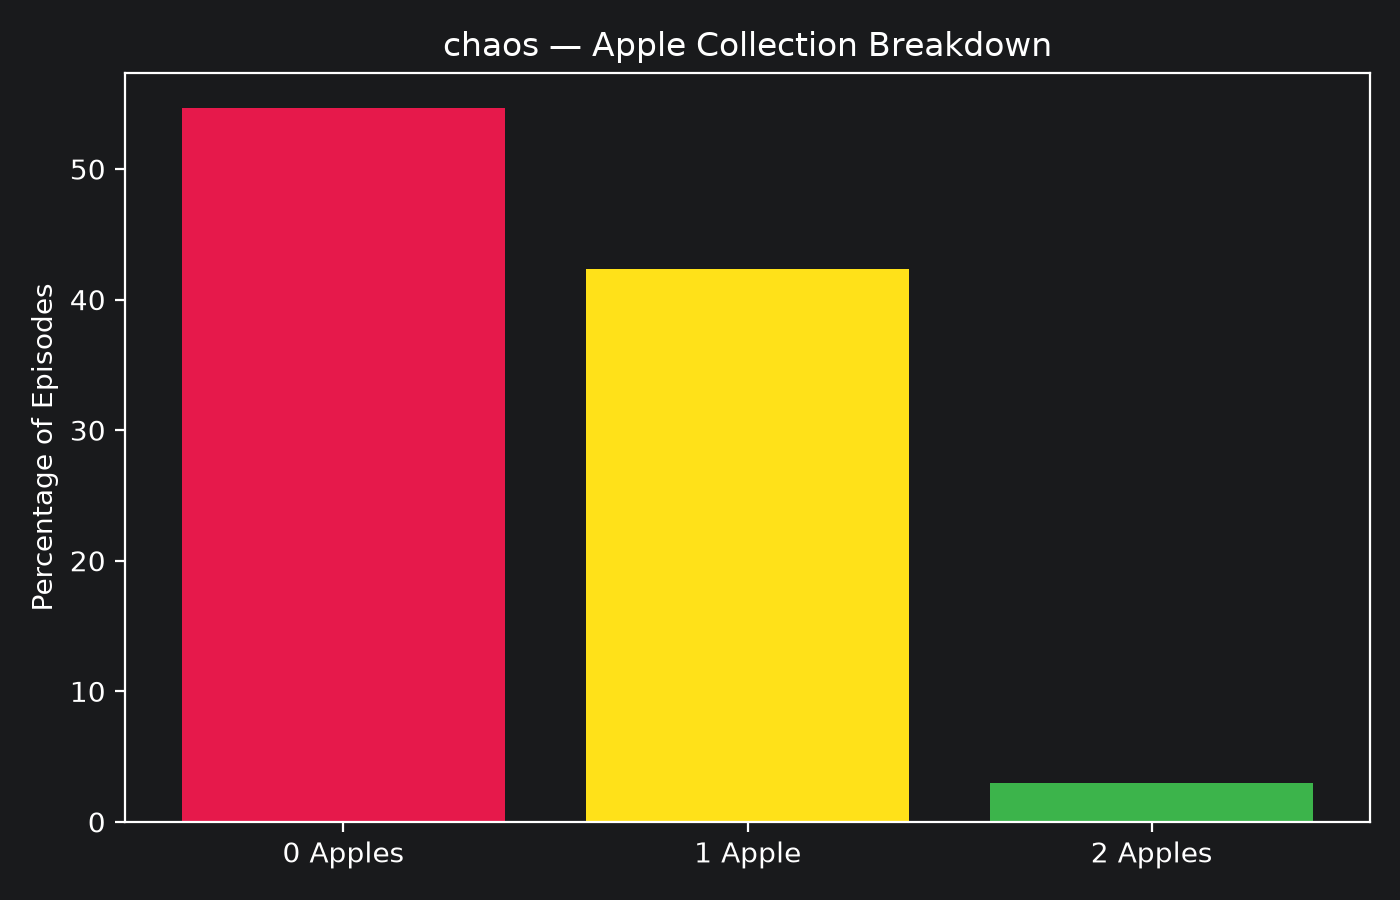 chaos — Apple Collection Breakdown
Percentage of Episodes
50
40
30
20
10
0
0 Apples
1 Apple
2 Apples